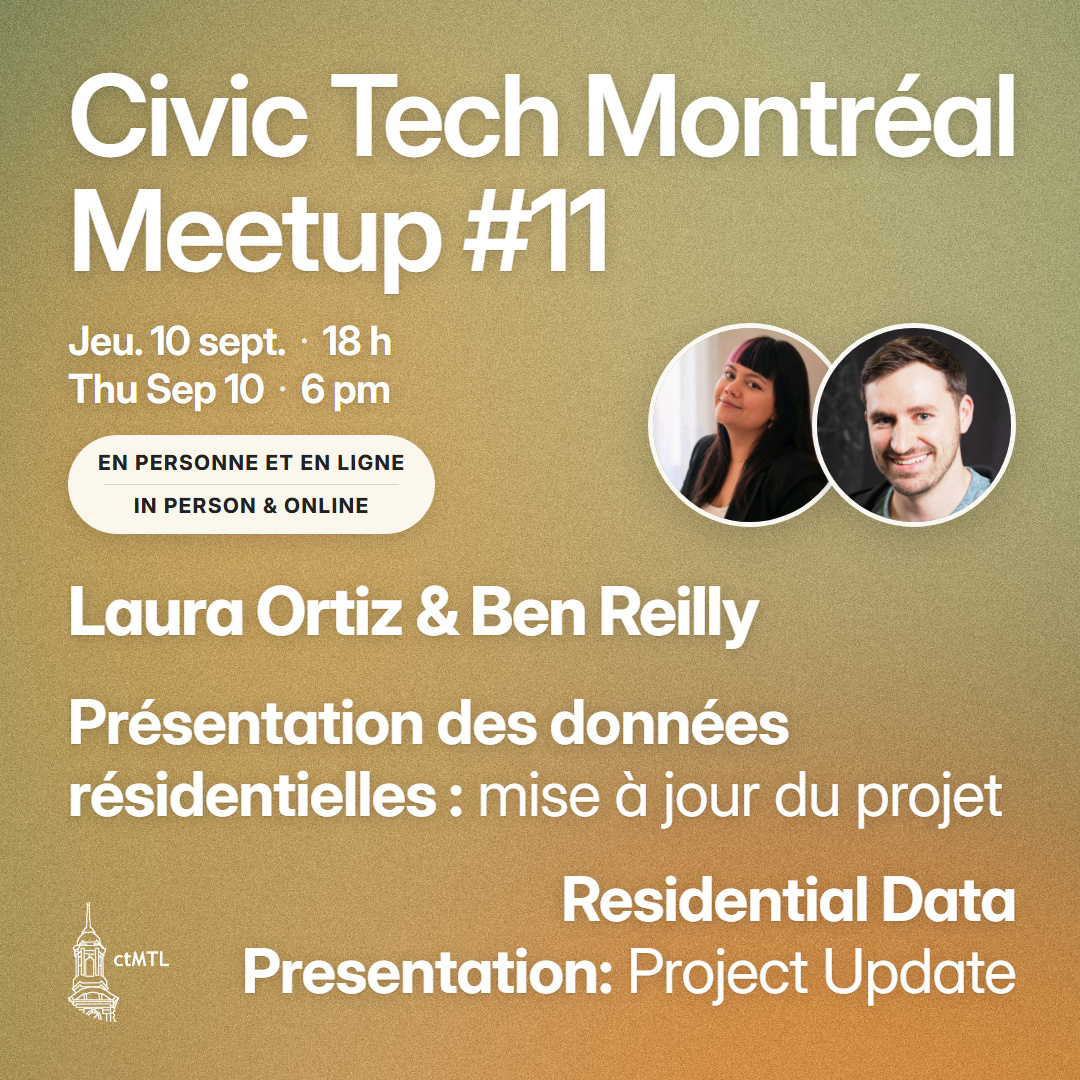 Civic Tech Montréal
Meetup #11
Jeu. 10 sept. · 18 h
Thu Sep 10 · 6 pm
EN PERSONNE ET EN LIGNE
IN PERSON & ONLINE
Laura Ortiz & Ben Reilly
Présentation des données
résidentielles : mise à jour du projet
Residential Data
Presentation: Project Update
ctMTL